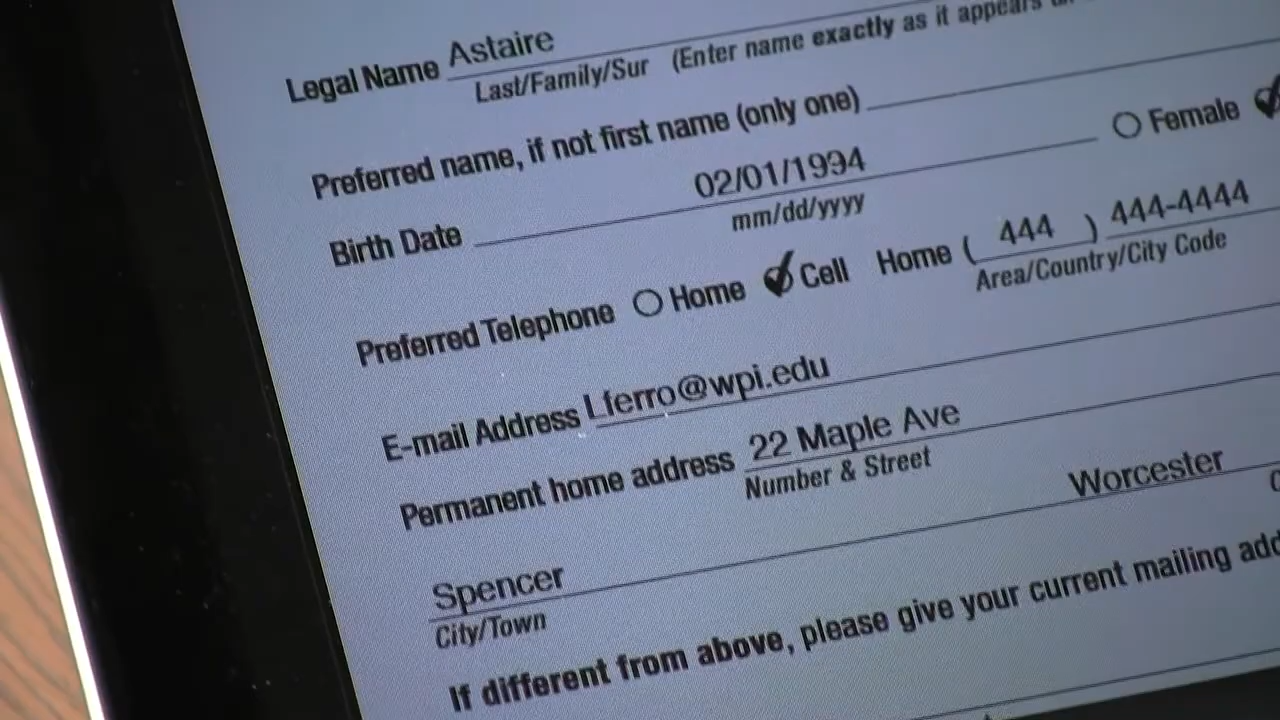 Legal Name Astaire
Last/Family/Sur (Enter name exactly as it appears
Preferred name, if not first name (only one)
Birth Date 02/01/1994 Female
mm/dd/yyyy
Preferred Telephone Home Cell Home ( 444 ) 444-4444
Area/Country/City Code
E-mail Address Lferro@wpi.edu
Permanent home address 22 Maple Ave
Number & Street
Spencer Worcester
City/Town
If different from above, please give your current mailing